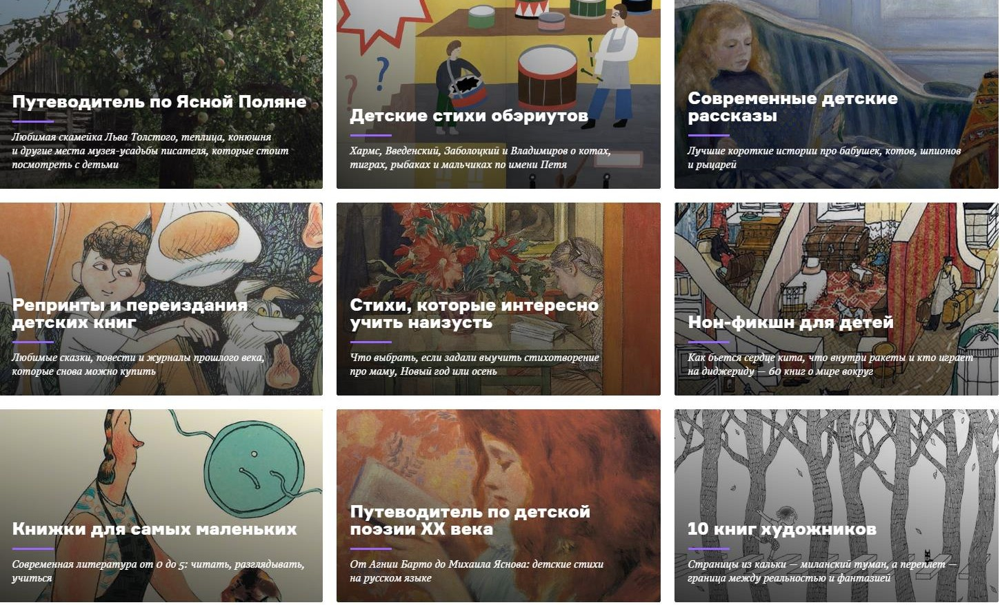 Путеводитель по Ясной Поляне
Любимая скамейка Льва Толстого, теплица, конюшня
и другие места музея-усадьбы писателя, которые стоит
посмотреть с детьми
Детские стихи обэриутов
Хармс, Введенский, Заболоцкий и Владимиров о котах,
тиграх, рыбаках и мальчиках по имени Петя
Современные детские
рассказы
Лучшие короткие истории про бабушек, котов, шпионов
и рыцарей
Репринты и переиздания
детских книг
Любимые сказки, повести и журналы прошлого века,
которые снова можно купить
Стихи, которые интересно
учить наизусть
Что выбрать, если задали выучить стихотворение
про маму, Новый год или осень
Нон-фикшн для детей
Как бьется сердце кита, что внутри ракеты и кто играет
на диджериду — 60 книг о мире вокруг
Книжки для самых маленьких
Современная литература от 0 до 5: читать, разглядывать,
учиться
Путеводитель по детской
поэзии XX века
От Агнии Барто до Михаила Яснова: детские стихи
на русском языке
10 книг художников
Страницы из кальки — миланский туман, а переплет —
граница между реальностью и фантазией